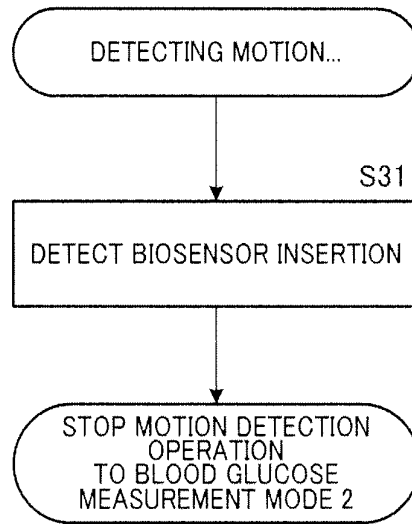 DETECTING MOTION...
S31
DETECT BIOSENSOR INSERTION
STOP MOTION DETECTION
OPERATION
TO BLOOD GLUCOSE
MEASUREMENT MODE 2